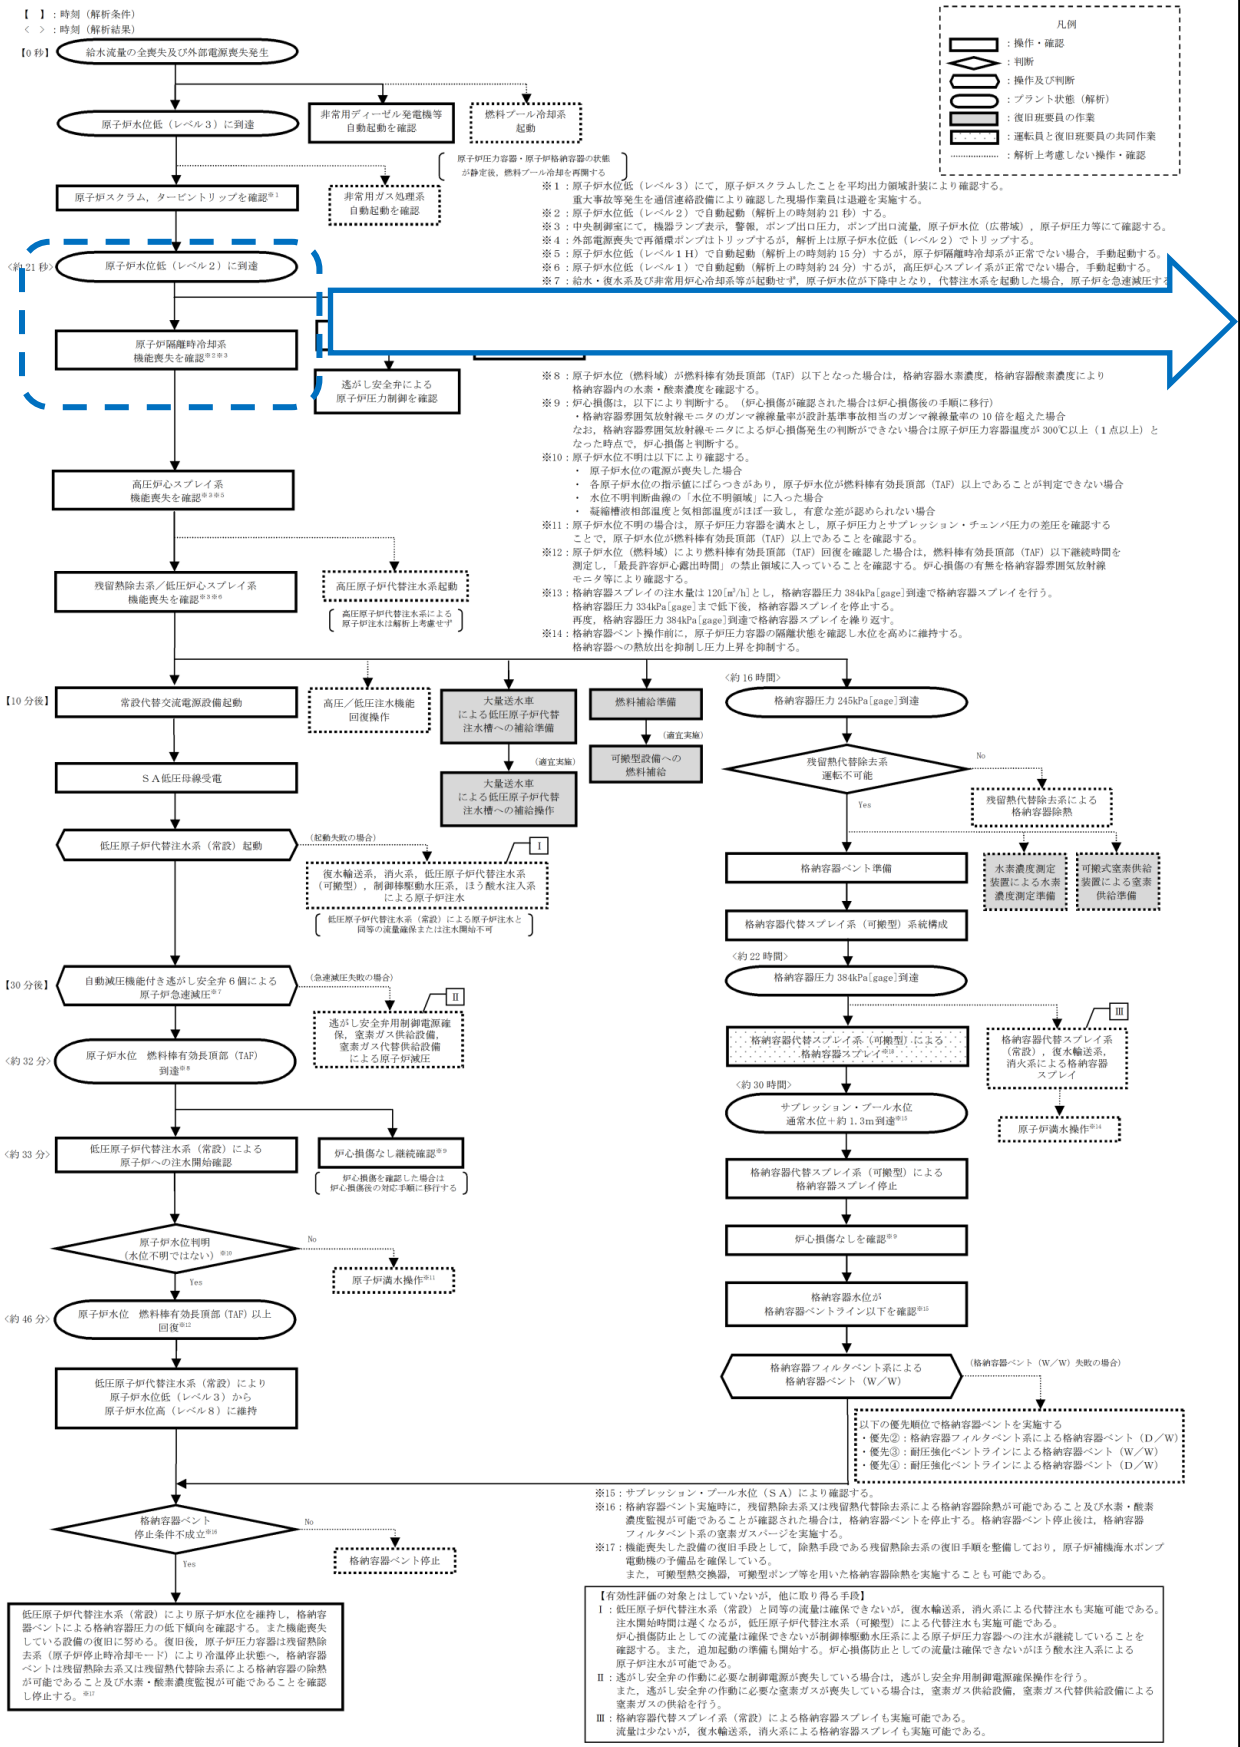 【　】：時刻（解析条件）
〈　〉：時刻（解析結果）
【0秒】
給水流量の全喪失及び外部電源喪失発生
原子炉水位低（レベル３）に到達
非常用ディーゼル発電機等
自動起動を確認
燃料プール冷却系
起動
原子炉圧力容器・原子炉格納容器の状態
が静定後，燃料プール冷却を再開する
原子炉スクラム，タービントリップを確認※1
非常用ガス処理系
自動起動を確認
〈約21秒〉
原子炉水位低（レベル２）に到達
原子炉隔離時冷却系
機能喪失を確認※2※3
逃がし安全弁による
原子炉圧力制御を確認
高圧炉心スプレイ系
機能喪失を確認※3※5
残留熱除去系／低圧炉心スプレイ系
機能喪失を確認※3※6
高圧原子炉代替注水系起動
高圧原子炉代替注水系による
原子炉注水は解析上考慮せず
凡例
：操作・確認
：判断
：操作及び判断
：プラント状態（解析）
：復旧班要員の作業
：運転員と復旧班要員の共同作業
：解析上考慮しない操作・確認
※１：原子炉水位低（レベル３）にて，原子炉スクラムしたことを平均出力領域計装により確認する。
重大事故等発生を通信連絡設備により確認した現場作業員は退避を実施する。
※２：原子炉水位低（レベル２）で自動起動（解析上の時刻約21秒）する。
※３：中央制御室にて，機器ランプ表示，警報，ポンプ出口圧力，ポンプ出口流量，原子炉水位（広帯域），原子炉圧力等にて確認する。
※４：外部電源喪失で再循環ポンプはトリップするが，解析上は原子炉水位低（レベル２）でトリップする。
※５：原子炉水位低（レベル１Ｈ）で自動起動（解析上の時刻約15分）するが，原子炉隔離時冷却系が正常でない場合，手動起動する。
※６：原子炉水位低（レベル１）で自動起動（解析上の時刻約24分）するが，高圧炉心スプレイ系が正常でない場合，手動起動する。
※７：給水・復水系及び非常用炉心冷却系等が起動せず，原子炉水位が下降中となり，代替注水系を起動した場合，原子炉を急速減圧する
※８：原子炉水位（燃料域）が燃料棒有効長頂部（TAF）以下となった場合は，格納容器水素濃度，格納容器酸素濃度により
格納容器内の水素・酸素濃度を確認する。
※９：炉心損傷は，以下により判断する。（炉心損傷が確認された場合は炉心損傷後の手順に移行）
・格納容器雰囲気放射線モニタのガンマ線線量率が設計基準事故相当のガンマ線線量率の10倍を超えた場合
なお，格納容器雰囲気放射線モニタによる炉心損傷発生の判断ができない場合は原子炉圧力容器温度が300℃以上（１点以上）と
なった時点で，炉心損傷と判断する。
※10：原子炉水位不明は以下により確認する。
・　原子炉水位の電源が喪失した場合
・　各原子炉水位の指示値にばらつきがあり，原子炉水位が燃料棒有効長頂部（TAF）以上であることが判定できない場合
・　水位不明判断曲線の「水位不明領域」に入った場合
・　凝縮槽液相部温度と気相部温度がほぼ一致し，有意な差が認められない場合
※11：原子炉水位不明の場合は，原子炉圧力容器を満水とし，原子炉圧力とサプレッション・チェンバ圧力の差圧を確認する
ことで，原子炉水位が燃料棒有効長頂部（TAF）以上であることを確認する。
※12：原子炉水位（燃料域）により燃料棒有効長頂部（TAF）回復を確認した場合は，燃料棒有効長頂部（TAF）以下継続時間を
測定し，「最長許容炉心露出時間」の禁止領域に入っていることを確認する。炉心損傷の有無を格納容器雰囲気放射線
モニタ等により確認する。
※13：格納容器スプレイの注水量は120[m³/h]とし，格納容器圧力384kPa[gage]到達で格納容器スプレイを行う。
格納容器圧力334kPa[gage]まで低下後，格納容器スプレイを停止する。
再度，格納容器圧力384kPa[gage]到達で格納容器スプレイを繰り返す。
※14：格納容器ベント操作前に，原子炉圧力容器の隔離状態を確認し水位を高めに維持する。
格納容器への熱放出を抑制し圧力上昇を抑制する。
【10分後】
常設代替交流電源設備起動
高圧／低圧注水機能
回復操作
大量送水車
による低圧原子炉代替
注水槽への補給準備
燃料補給準備
（適宜実施）
可搬型設備への
燃料補給
（適宜実施）
大量送水車
による低圧原子炉代替
注水槽への補給操作
ＳＡ低圧母線受電
低圧原子炉代替注水系（常設）起動
（起動失敗の場合）
Ⅰ
復水輸送系，消火系，低圧原子炉代替注水系
（可搬型），制御棒駆動水圧系，ほう酸水注入系
による原子炉注水
低圧原子炉代替注水系（常設）による原子炉注水と
同等の流量確保または注水開始不可
【30分後】
自動減圧機能付き逃がし安全弁６個による
原子炉急速減圧※7
（急速減圧失敗の場合）
Ⅱ
逃がし安全弁用制御電源確
保，窒素ガス供給設備，
窒素ガス代替供給設備
による原子炉減圧
〈約32分〉
原子炉水位　燃料棒有効長頂部（TAF）
到達※8
〈約33分〉
低圧原子炉代替注水系（常設）による
原子炉への注水開始確認
炉心損傷なし継続確認※9
炉心損傷を確認した場合は
炉心損傷後の対応手順に移行する
原子炉水位判明
（水位不明ではない）※10
No
原子炉満水操作※11
Yes
〈約46分〉
原子炉水位　燃料棒有効長頂部（TAF）以上
回復※12
低圧原子炉代替注水系（常設）により
原子炉水位低（レベル３）から
原子炉水位高（レベル８）に維持
格納容器ベント
停止条件不成立※16
No
格納容器ベント停止
Yes
低圧原子炉代替注水系（常設）により原子炉水位を維持し，格納容
器ベントによる格納容器圧力の低下傾向を確認する。また機能喪失
している設備の復旧に努める。復旧後，原子炉圧力容器は残留熱除
去系（原子炉停止時冷却モード）により冷温停止状態へ，格納容器
ベントは残留熱除去系又は残留熱代替除去系による格納容器の除熱
が可能であること及び水素・酸素濃度監視が可能であることを確認
し停止する。※17
〈約16時間〉
格納容器圧力245kPa[gage]到達
残留熱代替除去系
運転不可能
No
残留熱代替除去系による
格納容器除熱
Yes
格納容器ベント準備
水素濃度測定
装置による水素
濃度測定準備
可搬式窒素供給
装置による窒素
供給準備
格納容器代替スプレイ系（可搬型）系統構成
〈約22時間〉
格納容器圧力384kPa[gage]到達
Ⅲ
格納容器代替スプレイ系（可搬型）による
格納容器スプレイ※13
格納容器代替スプレイ系
（常設），復水輸送系，
消火系による格納容器
スプレイ
〈約30時間〉
サプレッション・プール水位
通常水位＋約1.3m到達※15
原子炉満水操作※14
格納容器代替スプレイ系（可搬型）による
格納容器スプレイ停止
炉心損傷なしを確認※9
格納容器水位が
格納容器ベントライン以下を確認※15
格納容器フィルタベント系による
格納容器ベント（Ｗ／Ｗ）
（格納容器ベント（Ｗ／Ｗ）失敗の場合）
以下の優先順位で格納容器ベントを実施する
・優先②：格納容器フィルタベント系による格納容器ベント（Ｄ／Ｗ）
・優先③：耐圧強化ベントラインによる格納容器ベント（Ｗ／Ｗ）
・優先④：耐圧強化ベントラインによる格納容器ベント（Ｄ／Ｗ）
※15：サプレッション・プール水位（ＳＡ）により確認する。
※16：格納容器ベント実施時に，残留熱除去系又は残留熱代替除去系による格納容器除熱が可能であること及び水素・酸素
濃度監視が可能であることが確認された場合は，格納容器ベントを停止する。格納容器ベント停止後は，格納容器
フィルタベント系の窒素ガスパージを実施する。
※17：機能喪失した設備の復旧手段として，除熱手段である残留熱除去系の復旧手順を整備しており，原子炉補機海水ポンプ
電動機の予備品を確保している。
また，可搬型熱交換器，可搬型ポンプ等を用いた格納容器除熱を実施することも可能である。
【有効性評価の対象とはしていないが，他に取り得る手段】
Ⅰ：低圧原子炉代替注水系（常設）と同等の流量は確保できないが，復水輸送系，消火系による代替注水も実施可能である。
注水開始時間は遅くなるが，低圧原子炉代替注水系（可搬型）による代替注水も実施可能である。
炉心損傷防止としての流量は確保できないが制御棒駆動水圧系による原子炉圧力容器への注水が継続していることを
確認する。また，追加起動の準備も開始する。炉心損傷防止としての流量は確保できないがほう酸水注入系による
原子炉注水が可能である。
Ⅱ：逃がし安全弁の作動に必要な制御電源が喪失している場合は，逃がし安全弁用制御電源確保操作を行う。
また，逃がし安全弁の作動に必要な窒素ガスが喪失している場合は，窒素ガス供給設備，窒素ガス代替供給設備による
窒素ガスの供給を行う。
Ⅲ：格納容器代替スプレイ系（常設）による格納容器スプレイも実施可能である。
流量は少ないが，復水輸送系，消火系による格納容器スプレイも実施可能である。